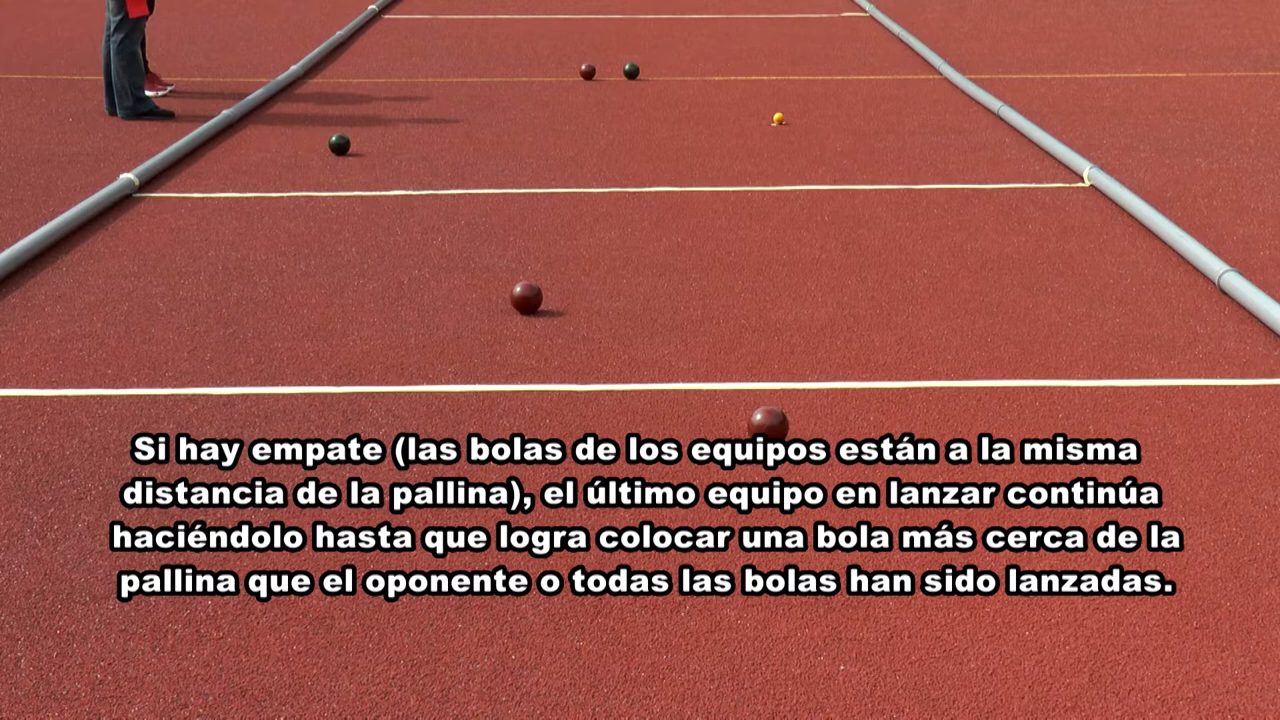 Si hay empate (las bolas de los equipos están a la misma
distancia de la pallina), el último equipo en lanzar continúa
haciéndolo hasta que logra colocar una bola más cerca de la
pallina que el oponente o todas las bolas han sido lanzadas.